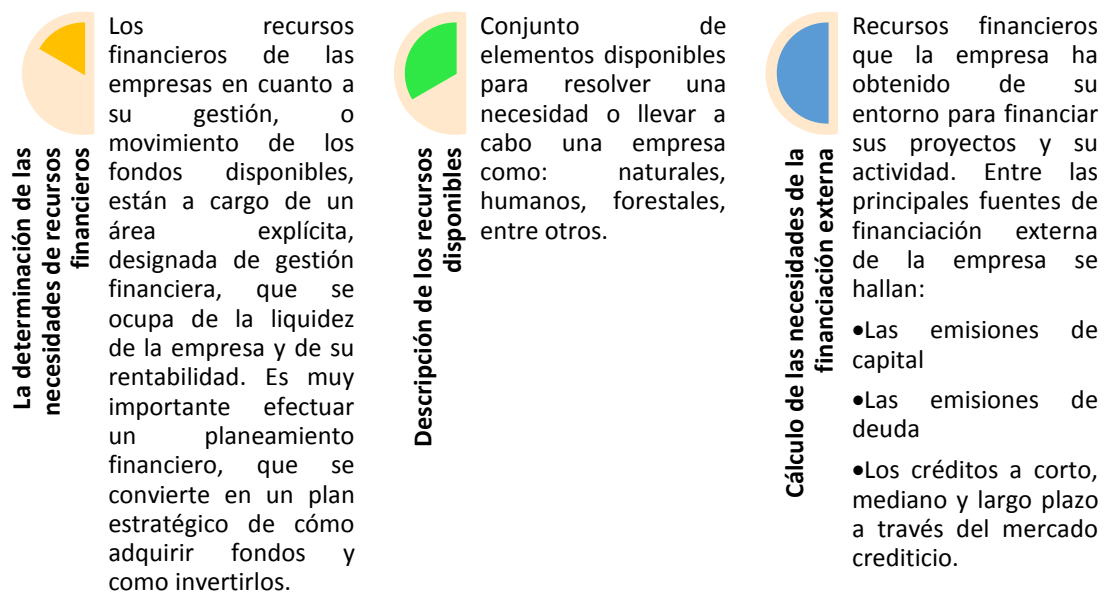 La determinación de las
necesidades de recursos
financieros
Los recursos
financieros de las
empresas en cuanto a
su gestión, o
movimiento de los
fondos disponibles,
están a cargo de un
área explícita,
designada de gestión
financiera, que se
ocupa de la liquidez
de la empresa y de su
rentabilidad. Es muy
importante efectuar
un planeamiento
financiero, que se
convierte en un plan
estratégico de cómo
adquirir fondos y
como invertirlos.
Descripción de los recursos
disponibles
Conjunto de
elementos disponibles
para resolver una
necesidad o llevar a
cabo una empresa
como: naturales,
humanos, forestales,
entre otros.
Cálculo de las necesidades de la
financiación externa
Recursos financieros
que la empresa ha
obtenido de su
entorno para financiar
sus proyectos y su
actividad. Entre las
principales fuentes de
financiación externa
de la empresa se
hallan:
•Las emisiones de
capital
•Las emisiones de
deuda
•Los créditos a corto,
mediano y largo plazo
a través del mercado
crediticio.